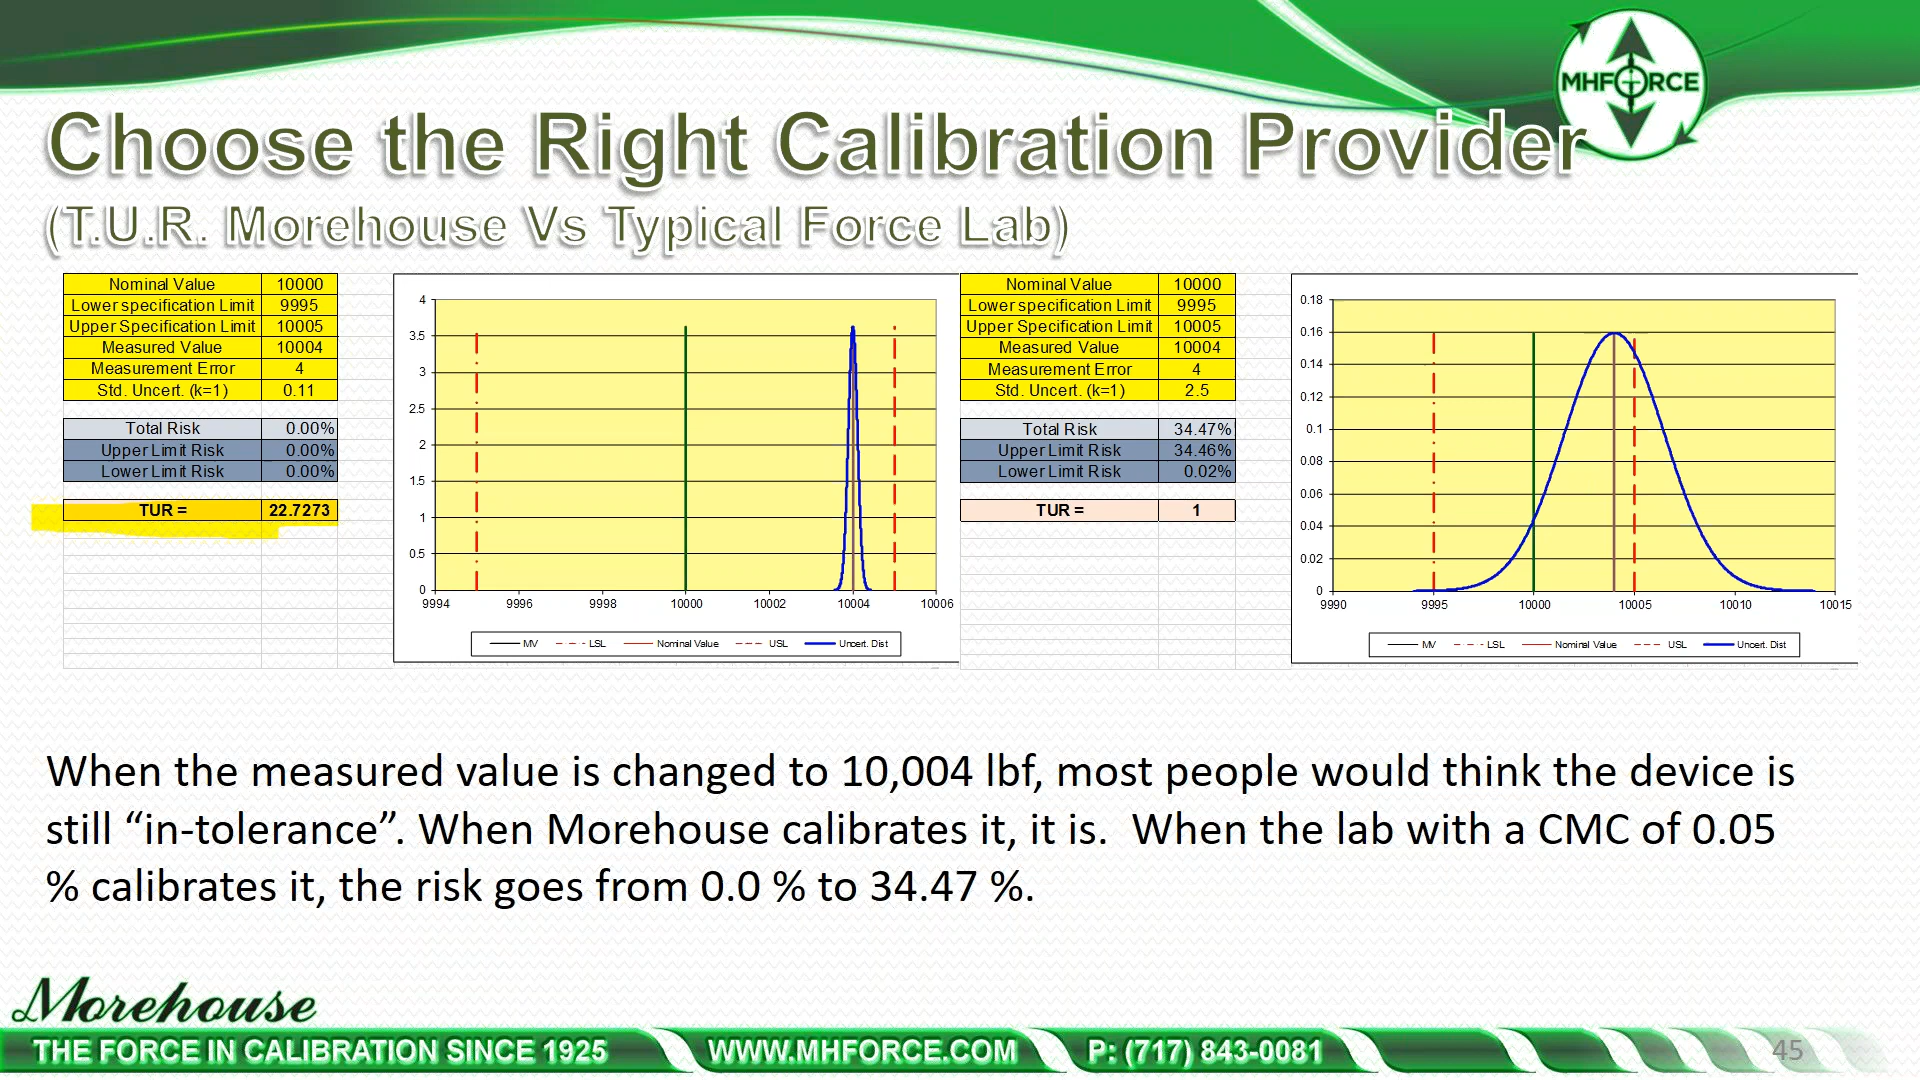 MHFORCE
Choose the Right Calibration Provider
(T.U.R. Morehouse Vs Typical Force Lab)
Nominal Value 10000
Lower specification Limit 9995
Upper Specification Limit 10005
Measured Value 10004
Measurement Error 4
Std. Uncert. (k=1) 0.11
Total Risk 0.00%
Upper Limit Risk 0.00%
Lower Limit Risk 0.00%
TUR = 22.7273
4
3.5
3
2.5
2
1.5
1
0.5
0
9994 9996 9998 10000 10002 10004 10006
MV LSL Nominal Value USL Uncert. Dist
Nominal Value 10000
Lower specification Limit 9995
Upper Specification Limit 10005
Measured Value 10004
Measurement Error 4
Std. Uncert. (k=1) 2.5
Total Risk 34.47%
Upper Limit Risk 34.46%
Lower Limit Risk 0.02%
TUR = 1
0.18
0.16
0.14
0.12
0.1
0.08
0.06
0.04
0.02
0
9990 9995 10000 10005 10010 10015
MV LSL Nominal Value USL Uncert. Dist
When the measured value is changed to 10,004 lbf, most people would think the device is
still “in-tolerance”. When Morehouse calibrates it, it is.  When the lab with a CMC of 0.05
% calibrates it, the risk goes from 0.0 % to 34.47 %.
Morehouse
THE FORCE IN CALIBRATION SINCE 1925 WWW.MHFORCE.COM P: (717) 843-0081
45